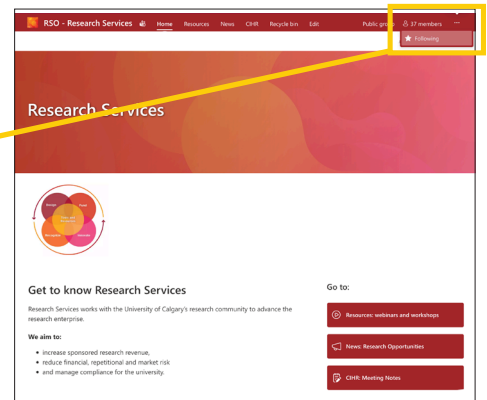 RSO - Research Services Home Resources News CIHR Recycle bin Edit Public group 37 members ...
Following
Research Services
Get to know Research Services
Research Services works with the University of Calgary's research community to advance the
research enterprise.
We aim to:
• increase sponsored research revenue,
• reduce financial, repetitional and market risk
• and manage compliance for the university.
Go to:
Resources: webinars and workshops
News: Research Opportunities
CIHR: Meeting Notes